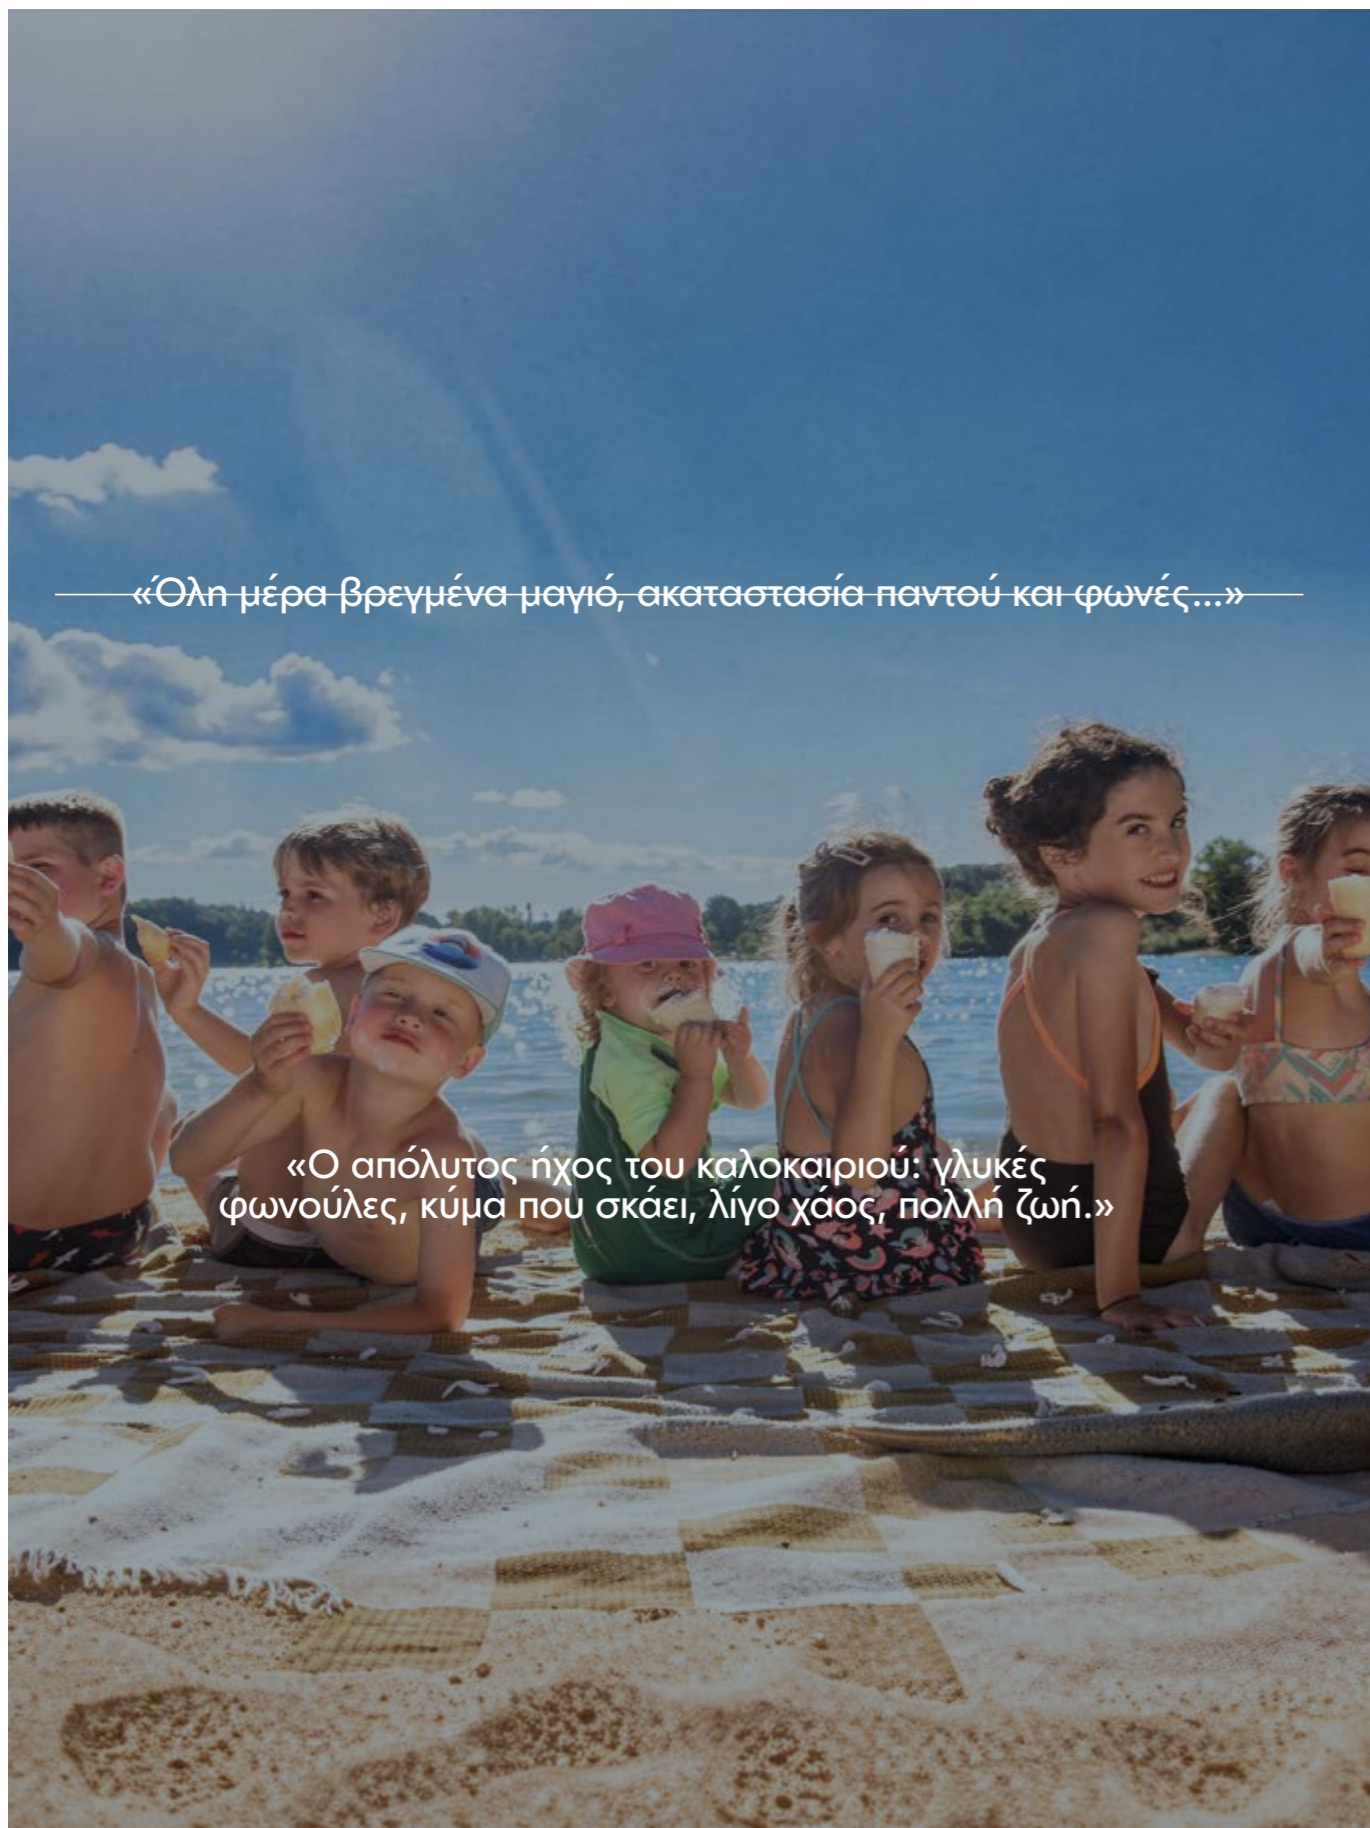 «Όλη μέρα βρεγμένα μαγιό, ακαταστασία παντού και φωνές...»
«Ο απόλυτος ήχος του καλοκαιριού: γλυκές
φωνούλες, κύμα που σκάει, λίγο χάος, πολλή ζωή.»